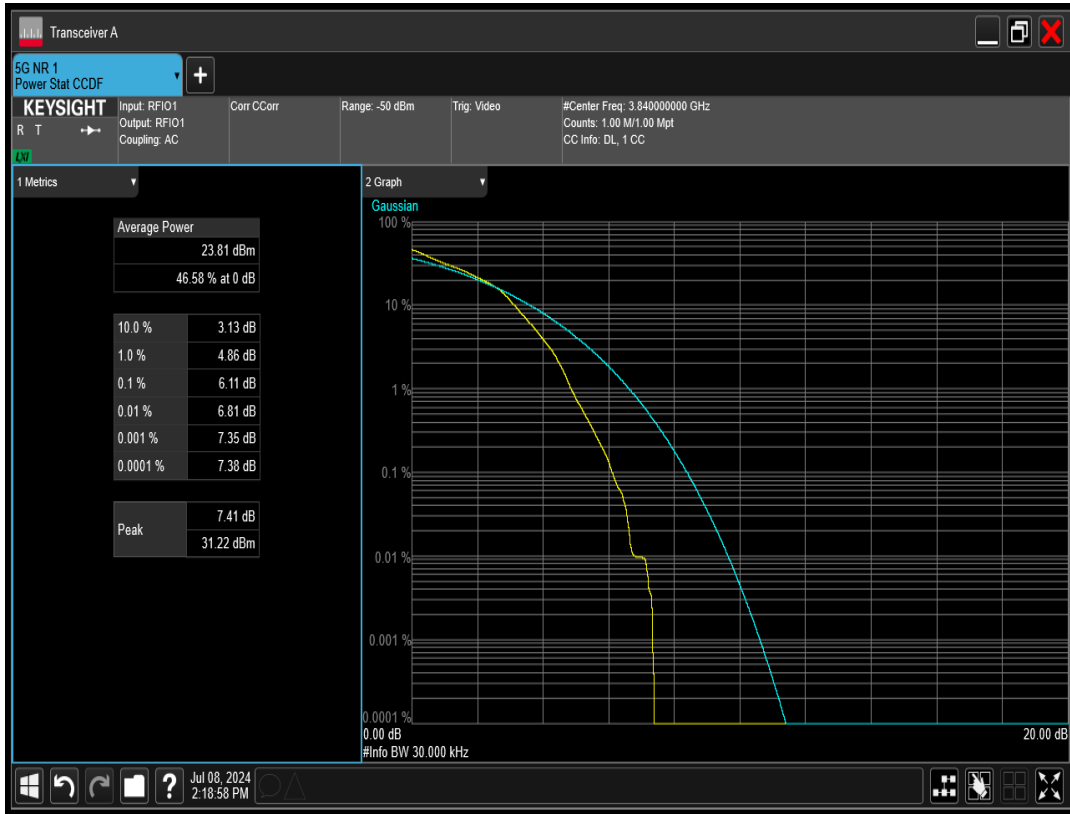 Transceiver A
5G NR 1
Power Stat CCDF
+
KEYSIGHT
R T
LXI
Input: RFIO1
Output: RFIO1
Coupling: AC
Corr CCorr
Range: -50 dBm
Trig: Video
#Center Freq: 3.840000000 GHz
Counts: 1.00 M/1.00 Mpt
CC Info: DL, 1 CC
1 Metrics
Average Power
23.81 dBm
46.58 % at 0 dB
10.0 % 3.13 dB
1.0 % 4.86 dB
0.1 % 6.11 dB
0.01 % 6.81 dB
0.001 % 7.35 dB
0.0001 % 7.38 dB
Peak
7.41 dB
31.22 dBm
2 Graph
Gaussian
100 %
10 %
1 %
0.1 %
0.01 %
0.001 %
0.0001 %
0.00 dB 20.00 dB
#Info BW 30.000 kHz
?
Jul 08, 2024
2:18:58 PM